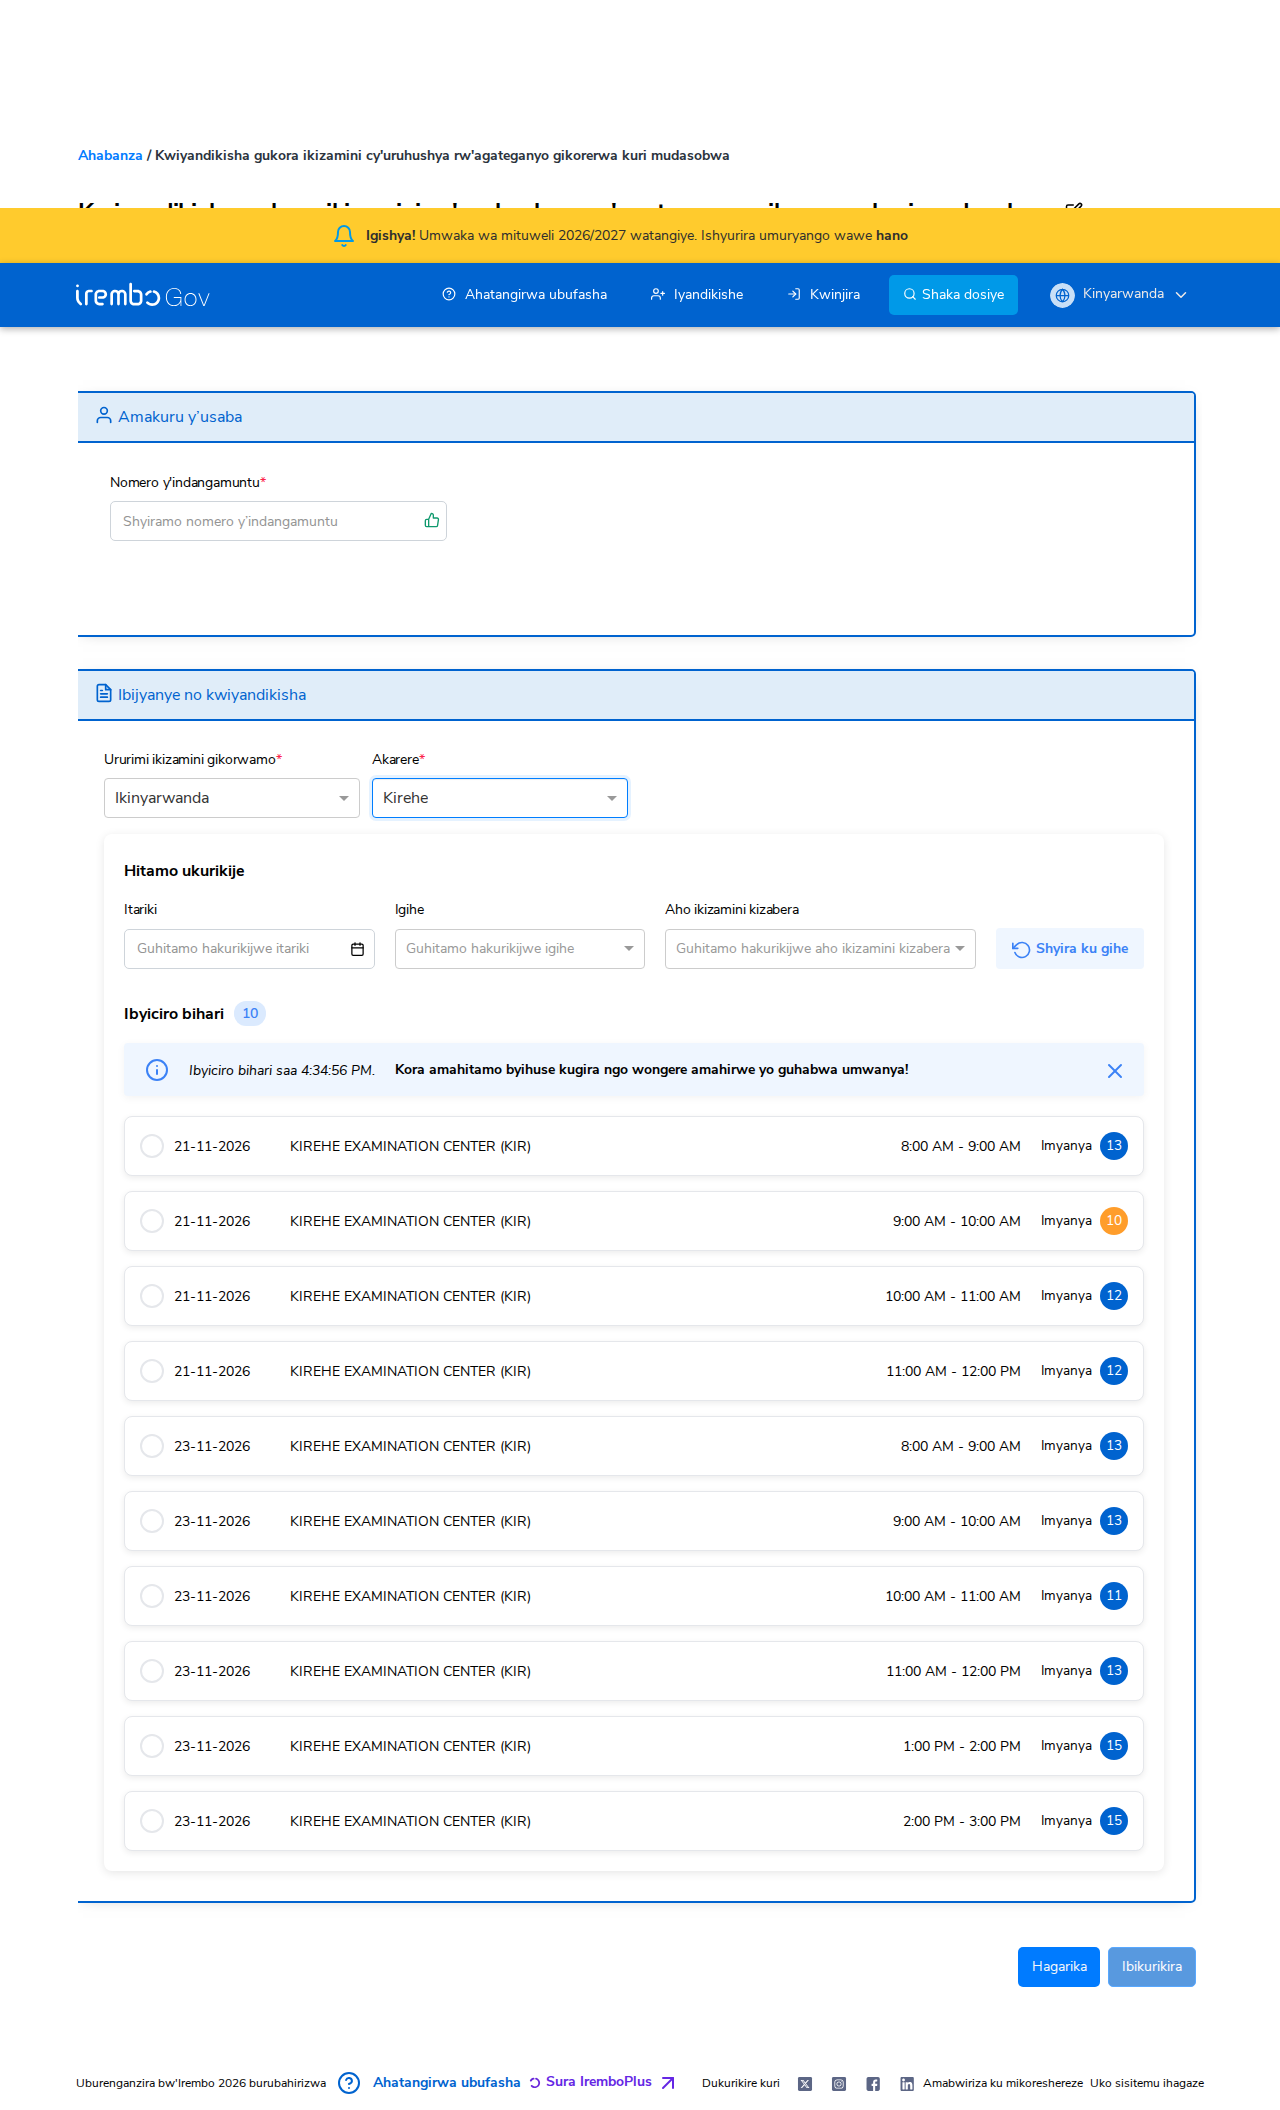 Ahabanza / Kwiyandikisha gukora ikizamini cy'uruhushya rw'agateganyo gikorerwa kuri mudasobwa
Igishya! Umwaka wa mituweli 2026/2027 watangiye. Ishyurira umuryango wawe hano
irembo Gov
Ahatangirwa ubufasha
Iyandikishe
Kwinjira
Shaka dosiye
Kinyarwanda
Amakuru y’usaba
Nomero y'indangamuntu*
Shyiramo nomero y’indangamuntu
Ibijyanye no kwiyandikisha
Ururimi ikizamini gikorwamo*
Akarere*
Ikinyarwanda
Kirehe
Hitamo ukurikije
Itariki
Igihe
Aho ikizamini kizabera
Guhitamo hakurikijwe itariki
Guhitamo hakurikijwe igihe
Guhitamo hakurikijwe aho ikizamini kizabera
Shyira ku gihe
Ibyiciro bihari 10
Ibyiciro bihari saa 4:34:56 PM. Kora amahitamo byihuse kugira ngo wongere amahirwe yo guhabwa umwanya!
21-11-2026 KIREHE EXAMINATION CENTER (KIR) 8:00 AM - 9:00 AM Imyanya 13
21-11-2026 KIREHE EXAMINATION CENTER (KIR) 9:00 AM - 10:00 AM Imyanya 10
21-11-2026 KIREHE EXAMINATION CENTER (KIR) 10:00 AM - 11:00 AM Imyanya 12
21-11-2026 KIREHE EXAMINATION CENTER (KIR) 11:00 AM - 12:00 PM Imyanya 12
23-11-2026 KIREHE EXAMINATION CENTER (KIR) 8:00 AM - 9:00 AM Imyanya 13
23-11-2026 KIREHE EXAMINATION CENTER (KIR) 9:00 AM - 10:00 AM Imyanya 13
23-11-2026 KIREHE EXAMINATION CENTER (KIR) 10:00 AM - 11:00 AM Imyanya 11
23-11-2026 KIREHE EXAMINATION CENTER (KIR) 11:00 AM - 12:00 PM Imyanya 13
23-11-2026 KIREHE EXAMINATION CENTER (KIR) 1:00 PM - 2:00 PM Imyanya 15
23-11-2026 KIREHE EXAMINATION CENTER (KIR) 2:00 PM - 3:00 PM Imyanya 15
Hagarika
Ibikurikira
Uburenganzira bw'Irembo 2026 burubahirizwa
Ahatangirwa ubufasha
Sura IremboPlus
Dukurikire kuri
Amabwiriza ku mikoreshereze
Uko sisitemu ihagaze